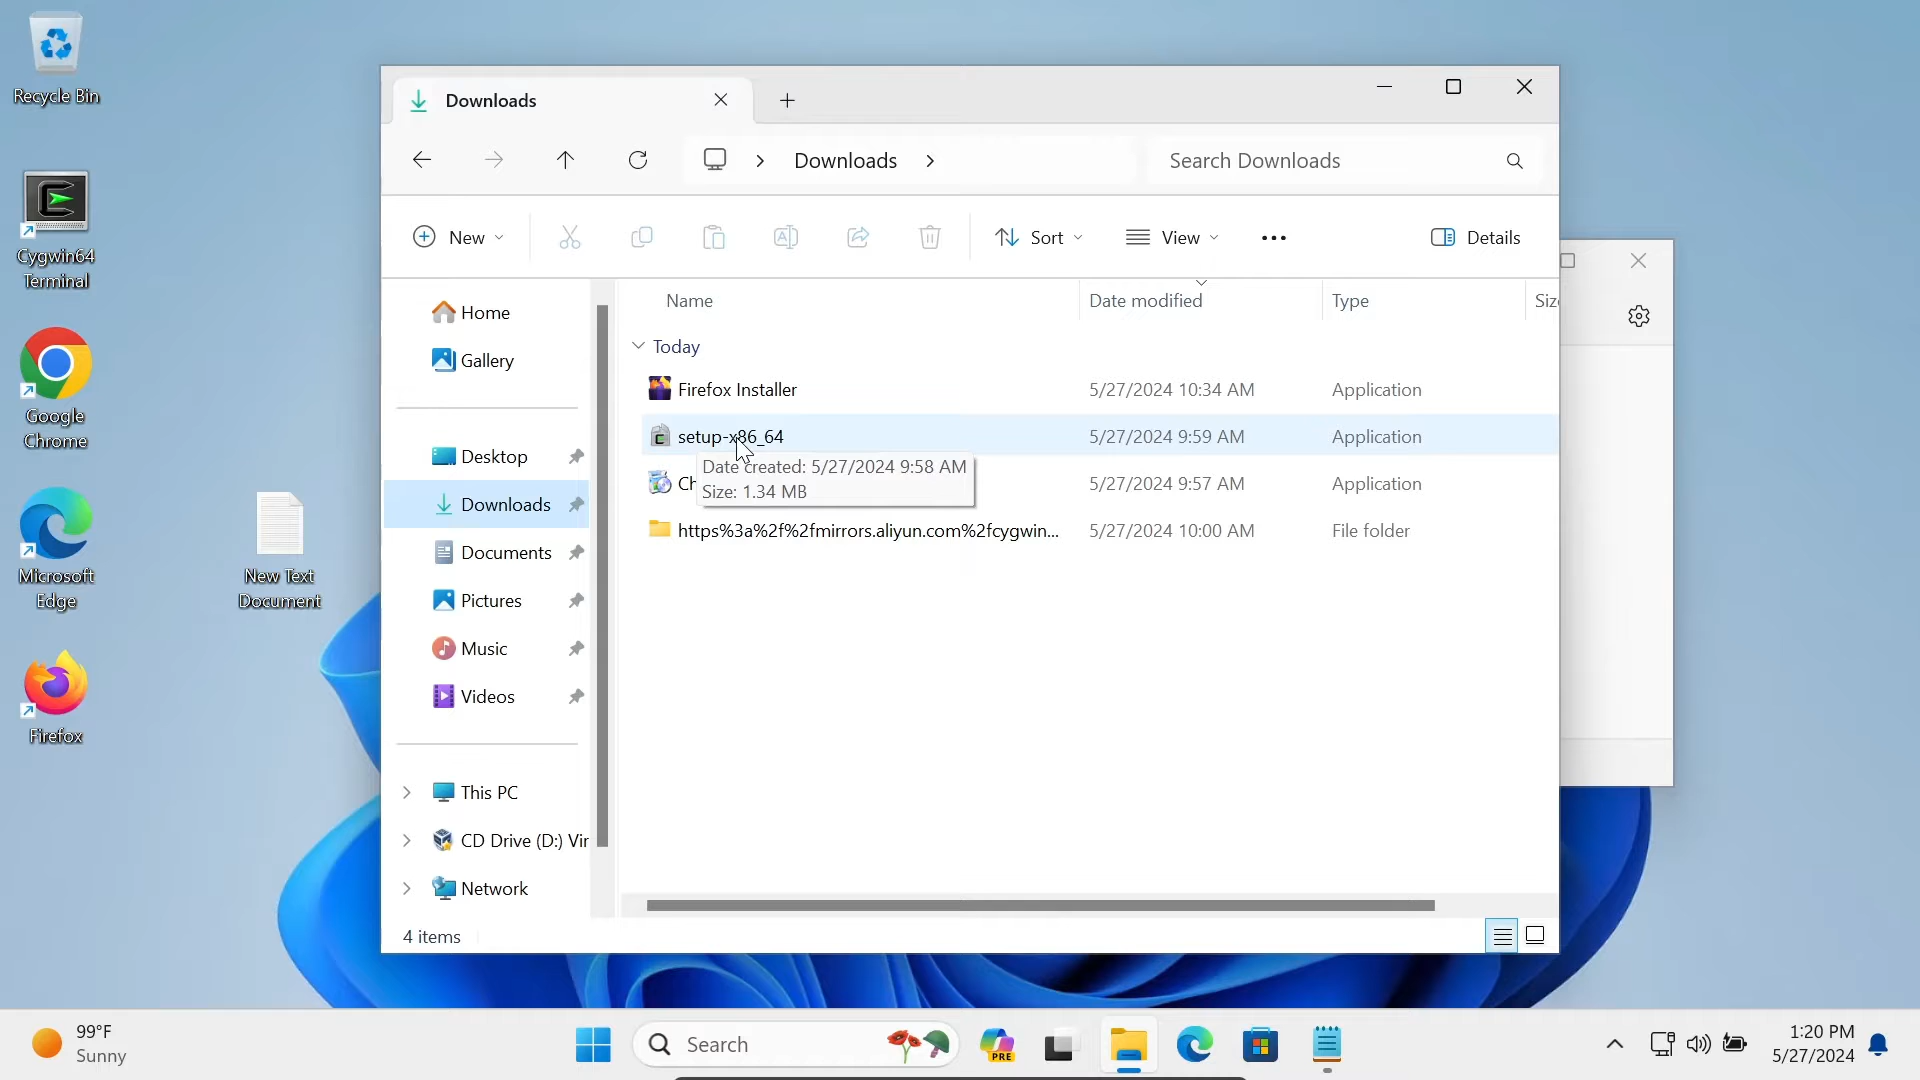 Recycle Bin
Cygwin64
Terminal
Google
Chrome
Microsoft
Edge
Firefox
New Text
Document
Downloads
Downloads
Search Downloads
New
Sort
View
Details
Home
Gallery
Desktop
Downloads
Documents
Pictures
Music
Videos
This PC
CD Drive (D:) Vir
Network
Name Date modified Type Siz
Today
Firefox Installer 5/27/2024 10:34 AM Application
setup-x86_64 5/27/2024 9:59 AM Application
Date created: 5/27/2024 9:58 AM
Size: 1.34 MB
Ch 5/27/2024 9:57 AM Application
https%3a%2f%2fmirrors.aliyun.com%2fcygwin... 5/27/2024 10:00 AM File folder
4 items
99°F
Sunny
Search
PRE
1:20 PM
5/27/2024